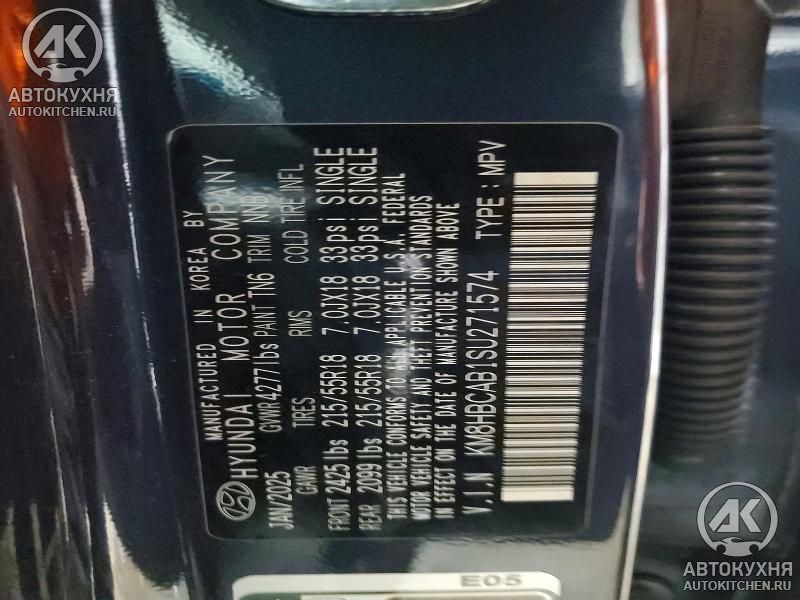 АК
АВТОКУХНЯ
AUTOKITCHEN.RU
MANUFACTURED IN KOREA BY
HYUNDAI MOTOR COMPANY
JAN/2025 GVWR 4277 lbs PAINT TN6 TRIM NNB
GAWR TIRES RIMS COLD TIRE INFL
FRONT 2425 lbs 215/55R18 7.0JX18 33psi SINGLE
REAR 2099 lbs 215/55R18 7.0JX18 33psi SINGLE
THIS VEHICLE CONFORMS TO ALL APPLICABLE U.S.A. FEDERAL
MOTOR VEHICLE SAFETY AND THEFT PREVENTION STANDARDS
IN EFFECT ON THE DATE OF MANUFACTURE SHOWN ABOVE
V.I.N KM8HBCAB1SU271574 TYPE : MPV
E05
АК
АВТОКУХНЯ
AUTOKITCHEN.RU